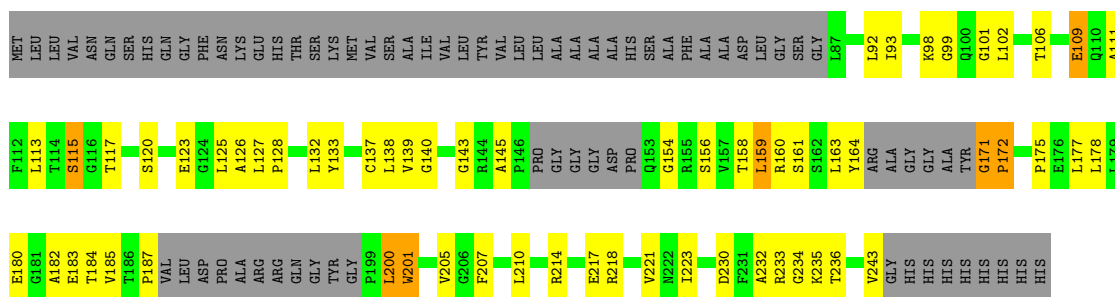 MET LEU LEU VAL ASN GLN SER HIS GLN GLY PHE ASN LYS GLU HIS THR SER LYS MET VAL SER ALA ILE VAL LEU TYR VAL LEU LEU ALA ALA ALA ALA HIS SER ALA PHE ALA ALA ASP LEU GLY SER GLY L87 L92 I93 K98 G99 Q100 G101 L102 T106 E109 Q110 A111
F112 L113 T114 S115 G116 T117 S120 E123 G124 L125 A126 L127 P128 L132 Y133 C137 L138 V139 G140 G143 R144 A145 P146 PRO GLY GLY GLY ASP PRO Q153 G154 R155 S156 V157 T158 L159 R160 S161 S162 L163 Y164 ARG ALA GLY GLY ALA TYR G171 P172 P175 E176 L177 L178 L179
E180 G181 A182 E183 T184 V185 T186 P187 VAL LEU ASP PRO ALA ARG ARG GLN GLY TYR GLY P199 L200 W201 V205 G206 F207 L210 R214 E217 R218 V221 N222 I223 D230 F231 A232 R233 G234 K235 T236 V243 GLY HIS HIS HIS HIS HIS HIS HIS HIS